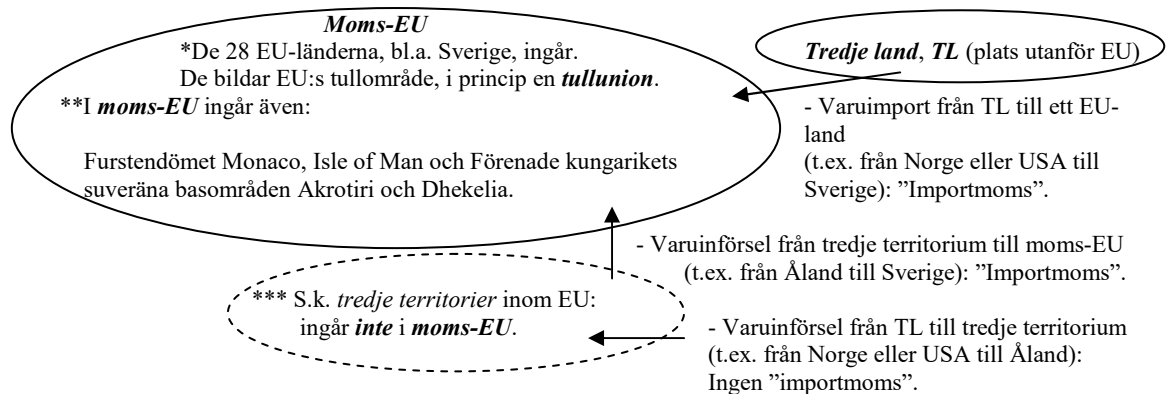 Moms-EU
*De 28 EU-länderna, bl.a. Sverige, ingår.
De bildar EU:s tullområde, i princip en tullunion.
**I moms-EU ingår även:
Furstendömet Monaco, Isle of Man och Förenade kungarikets
suveräna basområden Akrotiri och Dhekelia.
Tredje land, TL (plats utanför EU)
- Varuimport från TL till ett EU-
land
(t.ex. från Norge eller USA till
Sverige): ”Importmoms”.
- Varuinförsel från tredje territorium till moms-EU
(t.ex. från Åland till Sverige): ”Importmoms”.
*** S.k. tredje territorier inom EU:
ingår inte i moms-EU.
- Varuinförsel från TL till tredje territorium
(t.ex. från Norge eller USA till Åland):
Ingen ”importmoms”.